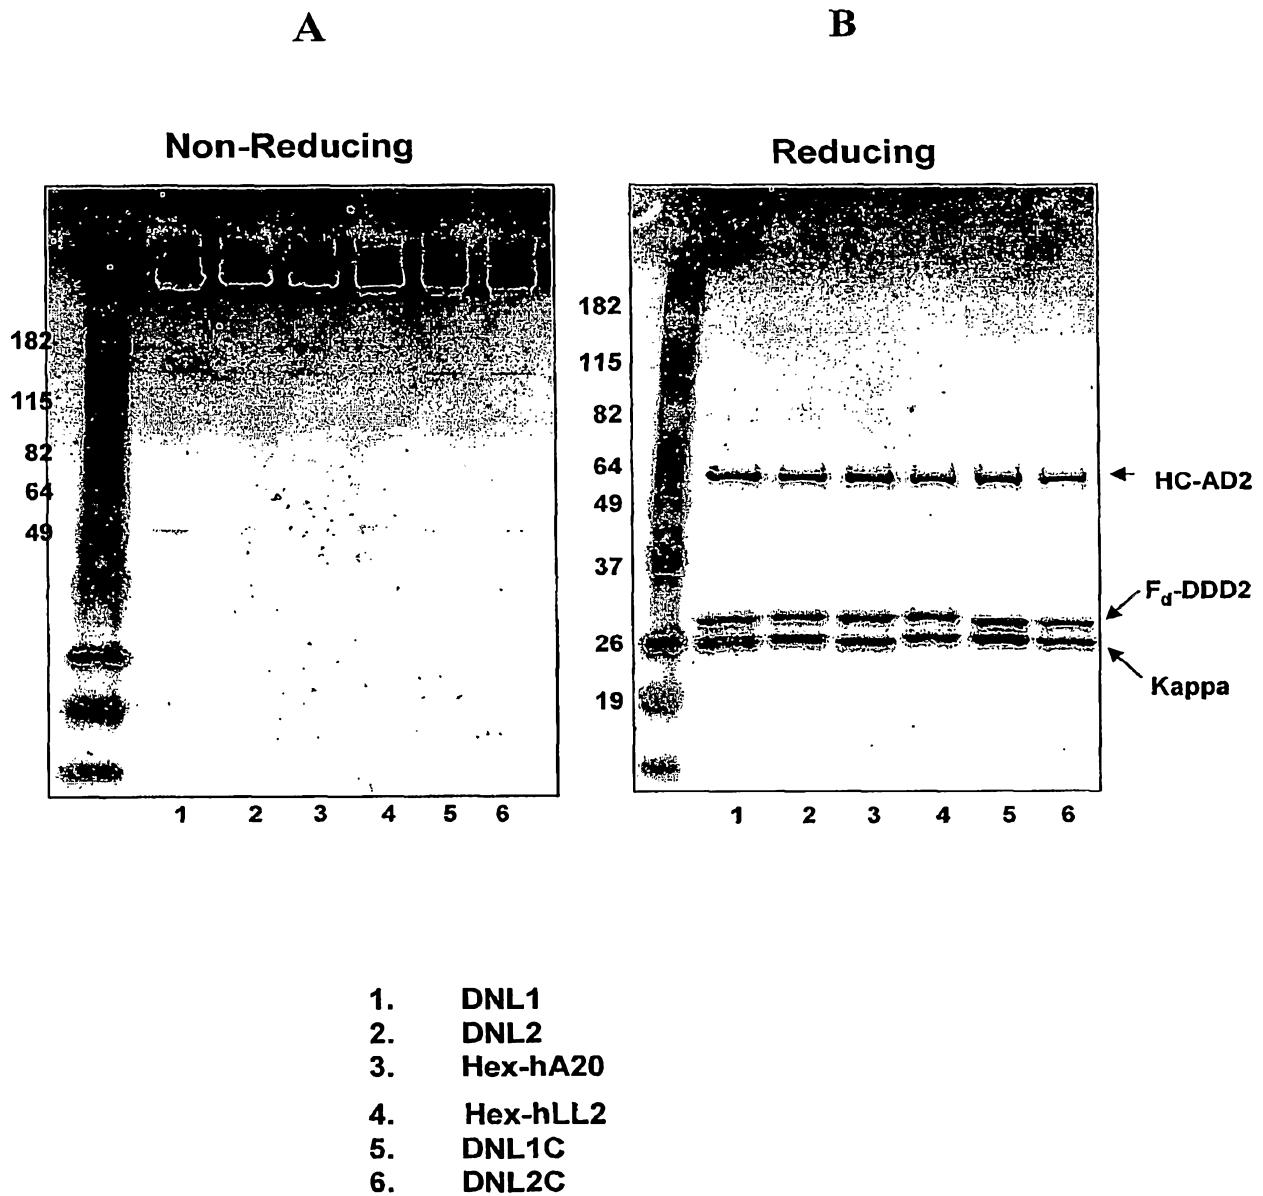 A
B
Non-Reducing
Reducing
182
115
82
64
49
1 2 3 4 5 6
182
115
82
64
49
37
26
19
HC-AD2
Fd-DDD2
Kappa
1 2 3 4 5 6
1. DNL1
2. DNL2
3. Hex-hA20
4. Hex-hLL2
5. DNL1C
6. DNL2C